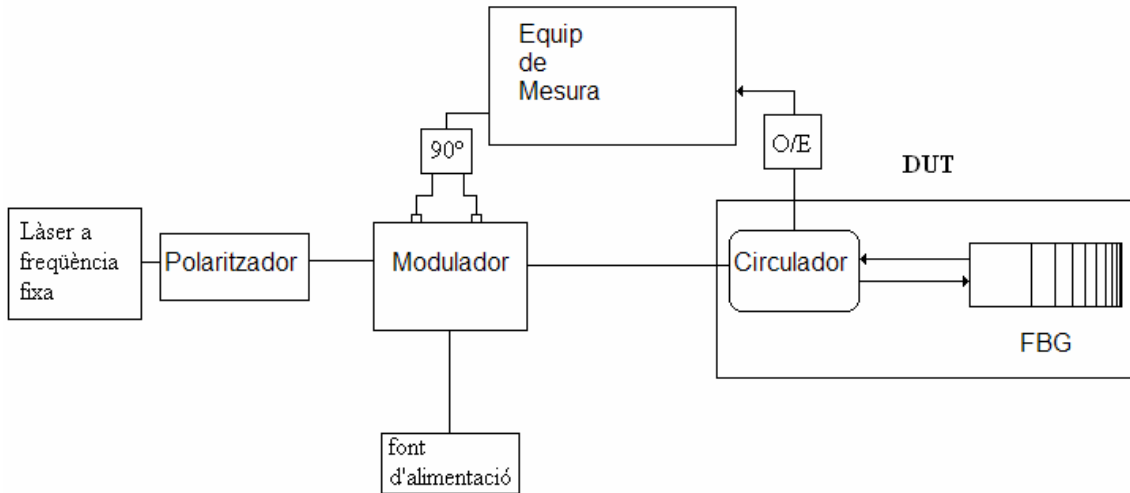 Equip
de
Mesura
90º
O/E
DUT
Làser a
freqüència
fixa
Polaritzador
Modulador
Circulador
FBG
font
d'alimentació